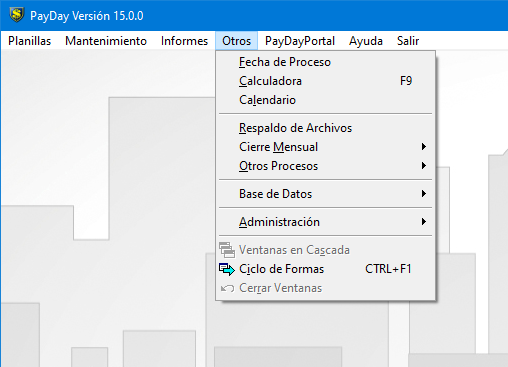 PayDay Versión 15.0.0
Planillas Mantenimiento Informes Otros PayDayPortal Ayuda Salir
Fecha de Proceso
Calculadora F9
Calendario
Respaldo de Archivos
Cierre Mensual
Otros Procesos
Base de Datos
Administración
Ventanas en Cascada
Ciclo de Formas CTRL+F1
Cerrar Ventanas